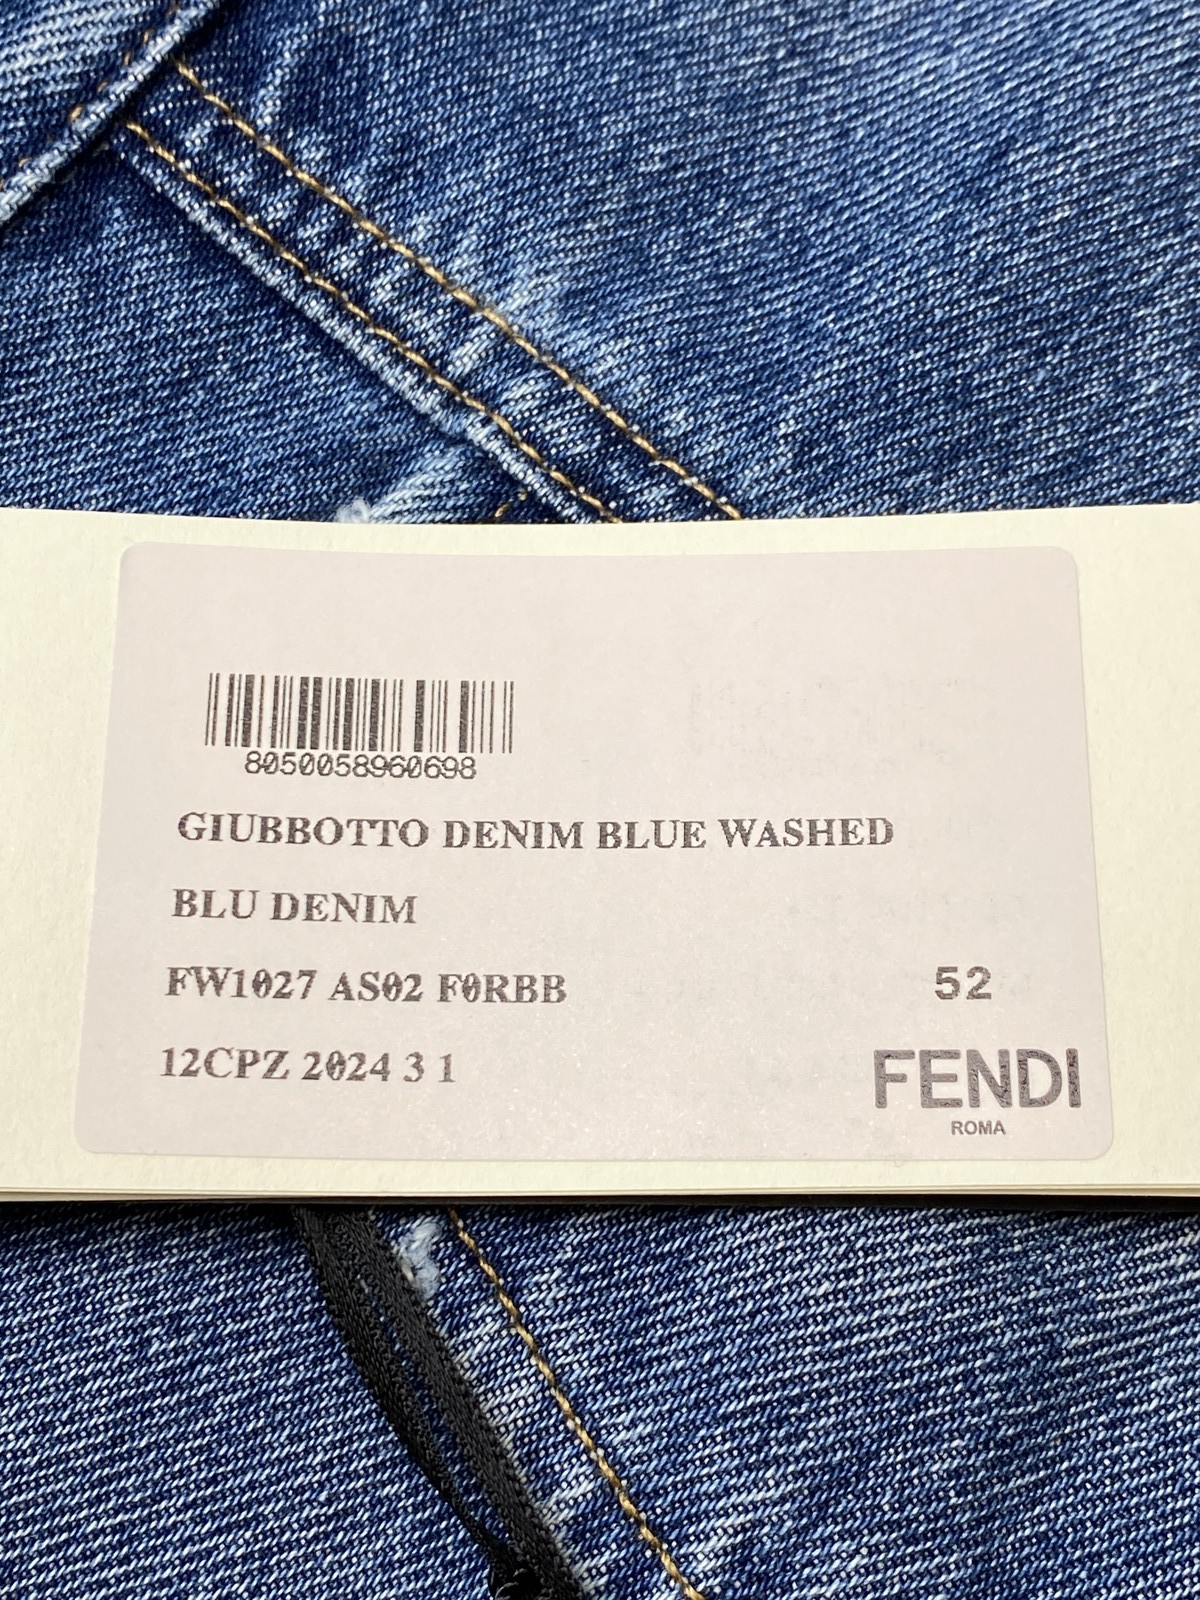 8050058960698
GIUBBOTTO DENIM BLUE WASHED
BLU DENIM
FW1027 AS02 F0RBB 52
12CPZ 2024 3 1
FENDI
ROMA